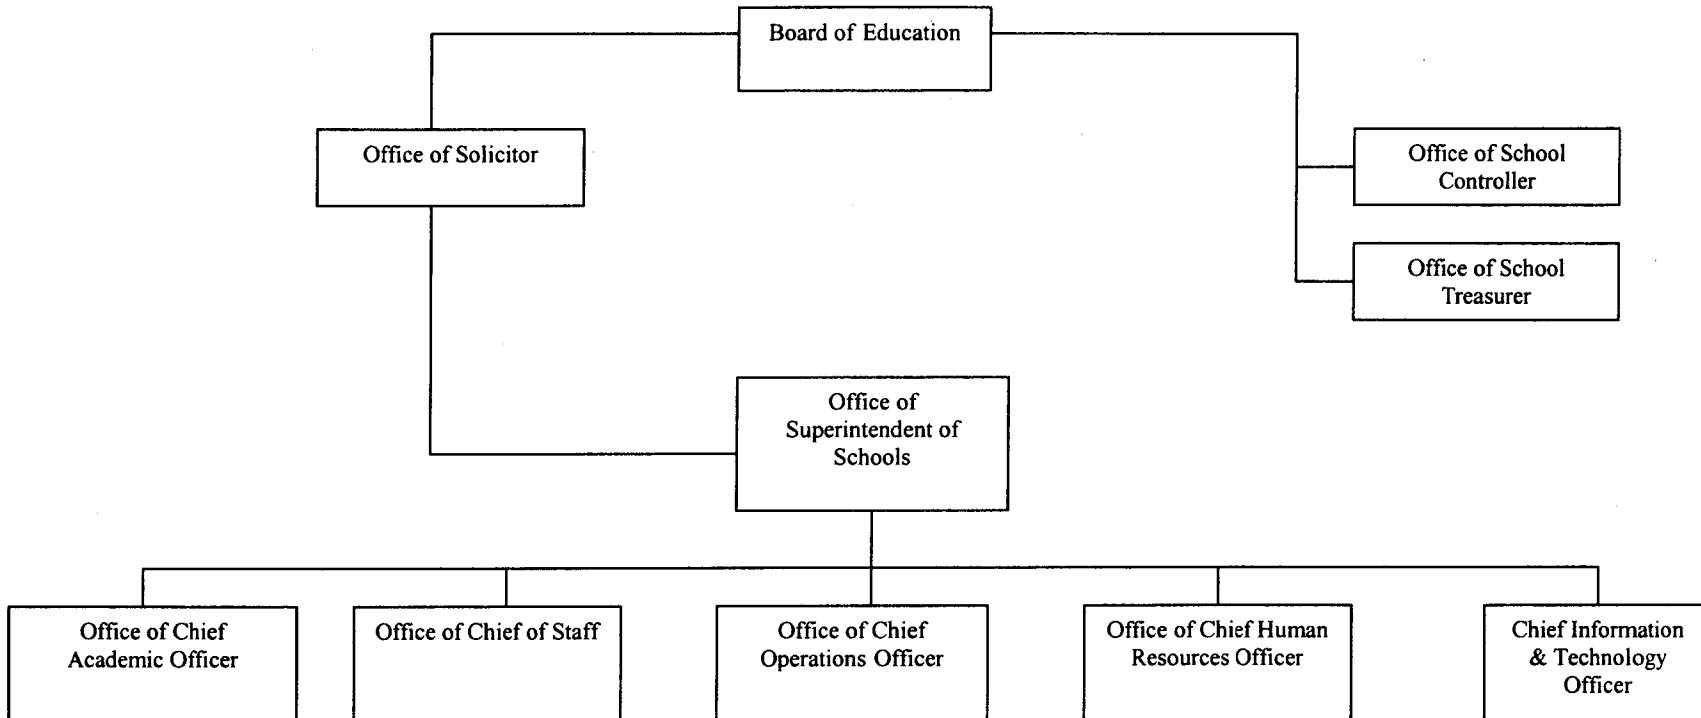 Board of Education
Office of Solicitor
Office of School
Controller
Office of School
Treasurer
Office of
Superintendent of
Schools
Office of Chief
Academic Officer
Office of Chief of Staff
Office of Chief
Operations Officer
Office of Chief Human
Resources Officer
Chief Information
& Technology
Officer